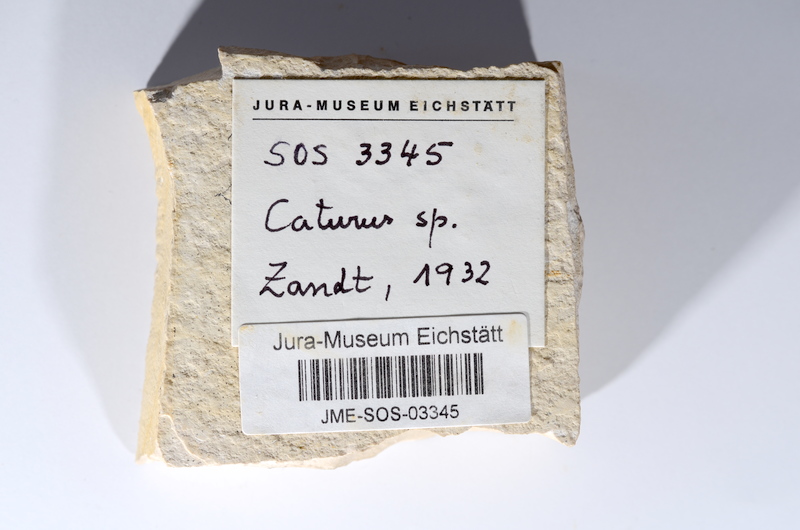 JURA-MUSEUM EICHSTÄTT
SOS 3345
Caturus sp.
Zandt, 1932
Jura-Museum Eichstätt
JME-SOS-03345